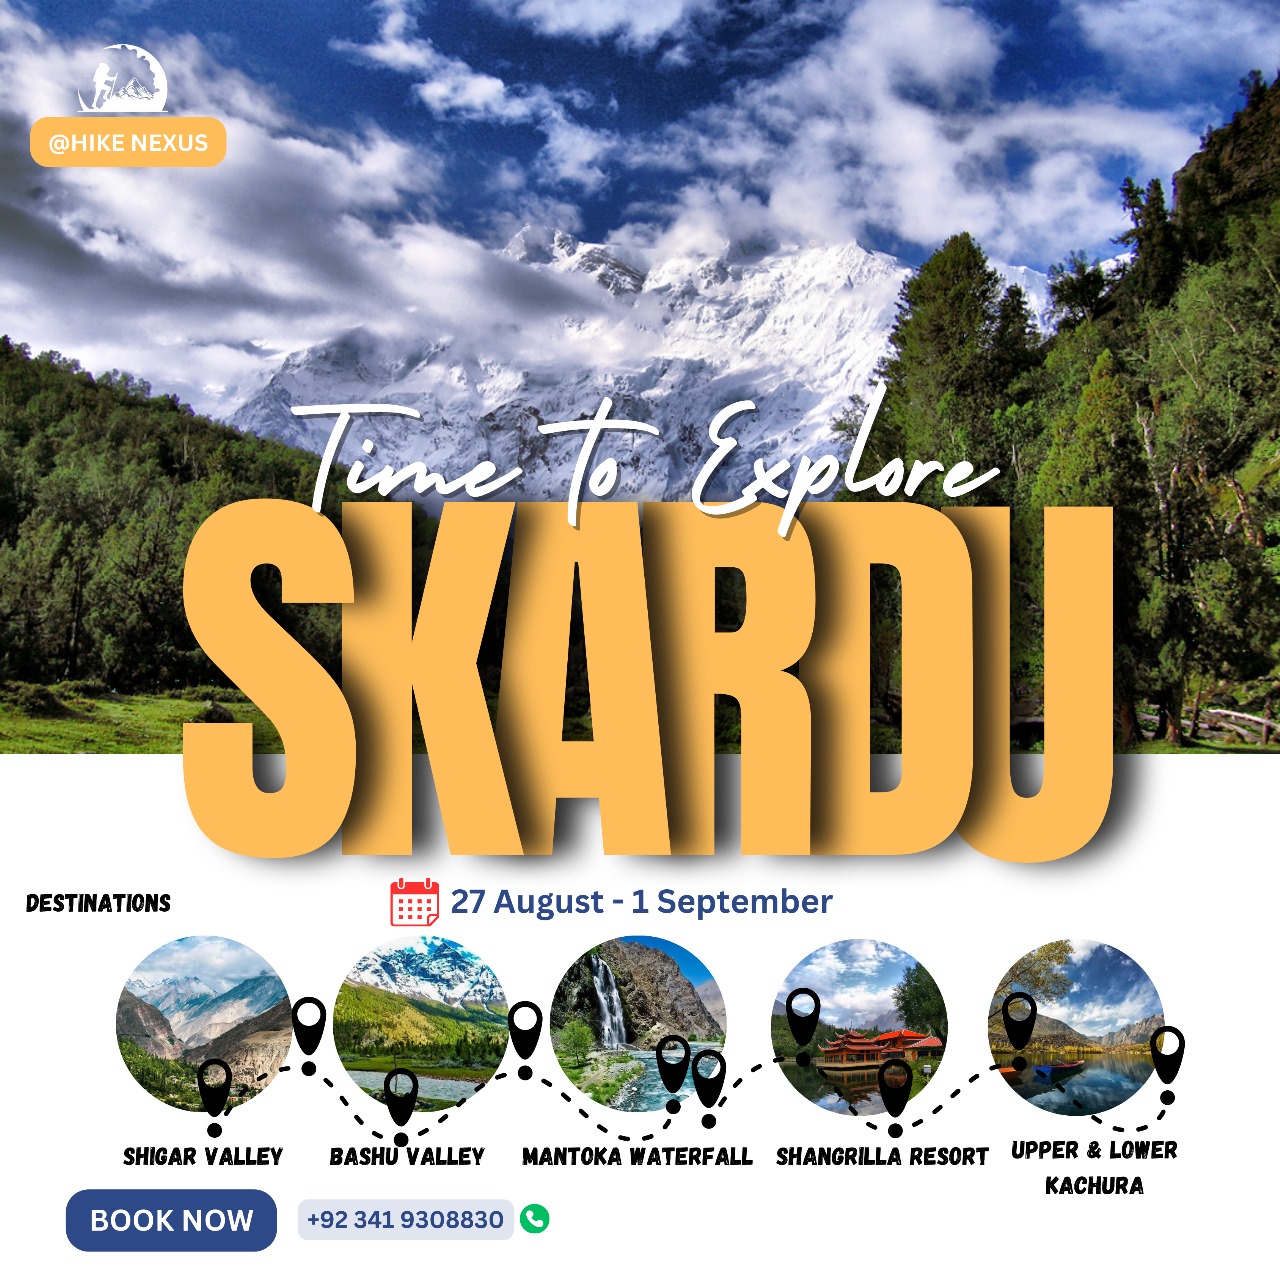 @HIKE NEXUS
Time to Explore
SKARDU
DESTINATIONS
27 August - 1 September
SHIGAR VALLEY
BASHU VALLEY
MANTOKA WATERFALL
SHANGRILLA RESORT
UPPER & LOWER
KACHURA
BOOK NOW
+92 341 9308830